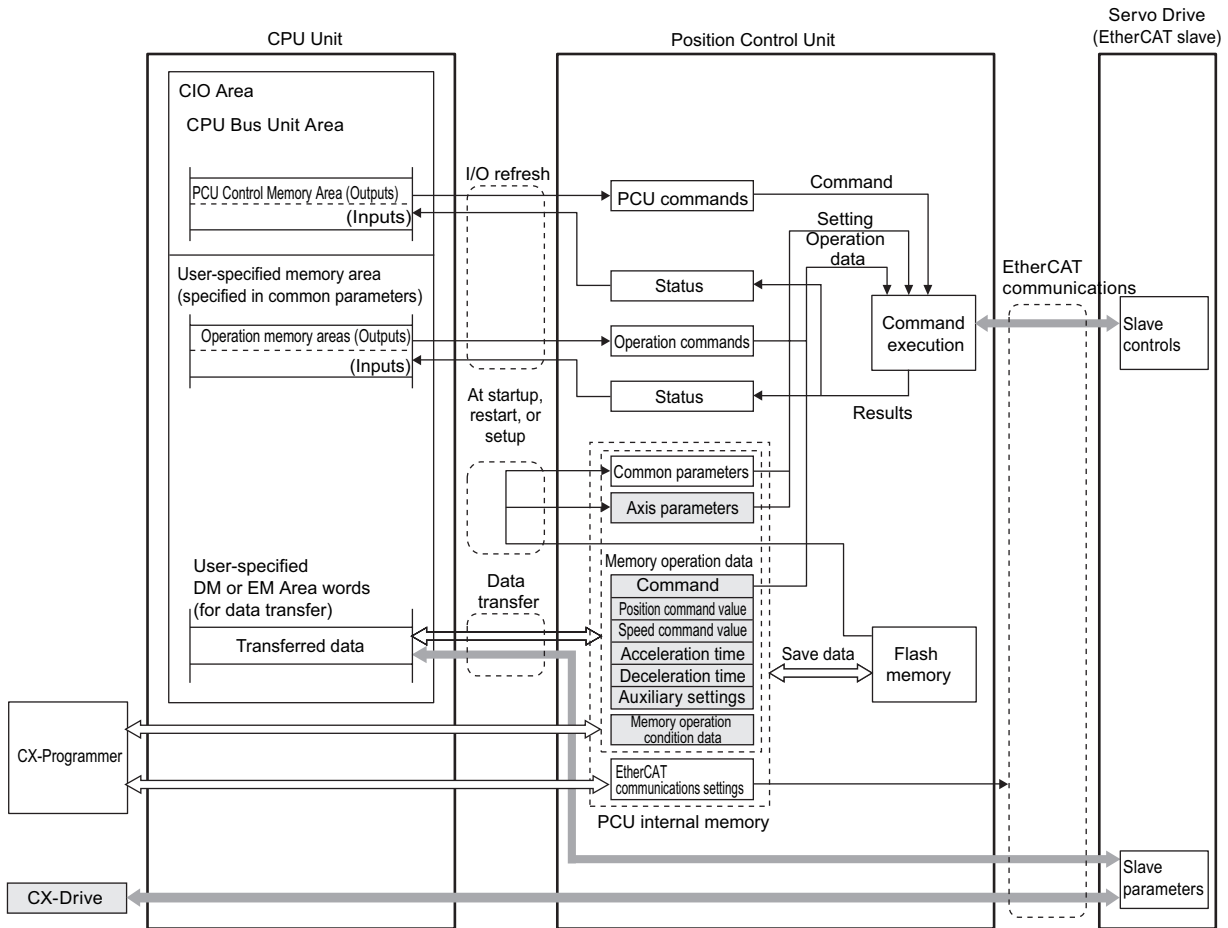 Servo Drive
(EtherCAT slave)
CPU Unit
Position Control Unit
CIO Area
CPU Bus Unit Area
I/O refresh
PCU Control Memory Area (Outputs)
(Inputs)
PCU commands
Command
Setting
Operation
data
User-specified memory area
(specified in common parameters)
Status
EtherCAT
communications
Operation memory areas (Outputs)
(Inputs)
Operation commands
Command
execution
Slave
controls
At startup,
restart, or
setup
Status
Results
Common parameters
Axis parameters
Memory operation data
User-specified
DM or EM Area words
(for data transfer)
Data
transfer
Command
Position command value
Speed command value
Transferred data
Acceleration time
Save data
Flash
memory
Deceleration time
Auxiliary settings
Memory operation
condition data
CX-Programmer
EtherCAT
communications settings
PCU internal memory
Slave
parameters
CX-Drive